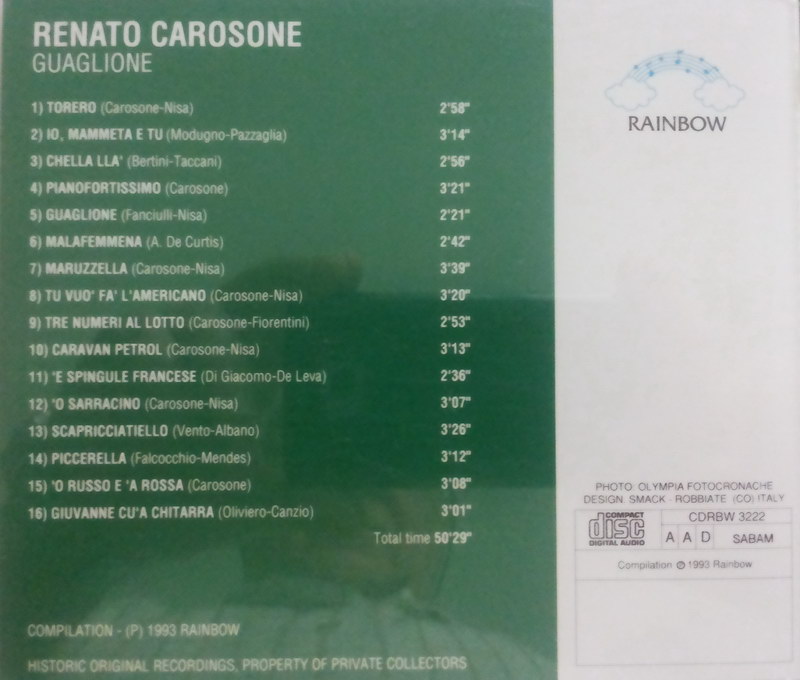 RENATO CAROSONE
GUAGLIONE
1) TORERO (Carosone-Nisa) 2'58"
2) IO, MAMMETA E TU (Modugno-Pazzaglia) 3'14"
3) CHELLA LLA' (Bertini-Taccani) 2'56"
4) PIANOFORTISSIMO (Carosone) 3'21"
5) GUAGLIONE (Fanciulli-Nisa) 2'21"
6) MALAFEMMENA (A. De Curtis) 2'42"
7) MARUZZELLA (Carosone-Nisa) 3'39"
8) TU VUO' FA' L'AMERICANO (Carosone-Nisa) 3'20"
9) TRE NUMERI AL LOTTO (Carosone-Fiorentini) 2'53"
10) CARAVAN PETROL (Carosone-Nisa) 3'13"
11) 'E SPINGULE FRANCESE (Di Giacomo-De Leva) 2'36"
12) 'O SARRACINO (Carosone-Nisa) 3'07"
13) SCAPRICCIATIELLO (Vento-Albano) 3'26"
14) PICCERELLA (Falcocchio-Mendes) 3'12"
15) 'O RUSSO E 'A ROSSA (Carosone) 3'08"
16) GIUVANNE CU'A CHITARRA (Oliviero-Canzio) 3'01"
Total time 50'29"
COMPILATION - (P) 1993 RAINBOW
HISTORIC ORIGINAL RECORDINGS, PROPERTY OF PRIVATE COLLECTORS
RAINBOW
PHOTO: OLYMPIA FOTOCRONACHE
DESIGN. SMACK - ROBBIATE (CO) ITALY
COMPACT
disc
DIGITAL AUDIO
CDRBW 3222
A A D SABAM
Compilation ℗ 1993 Rainbow